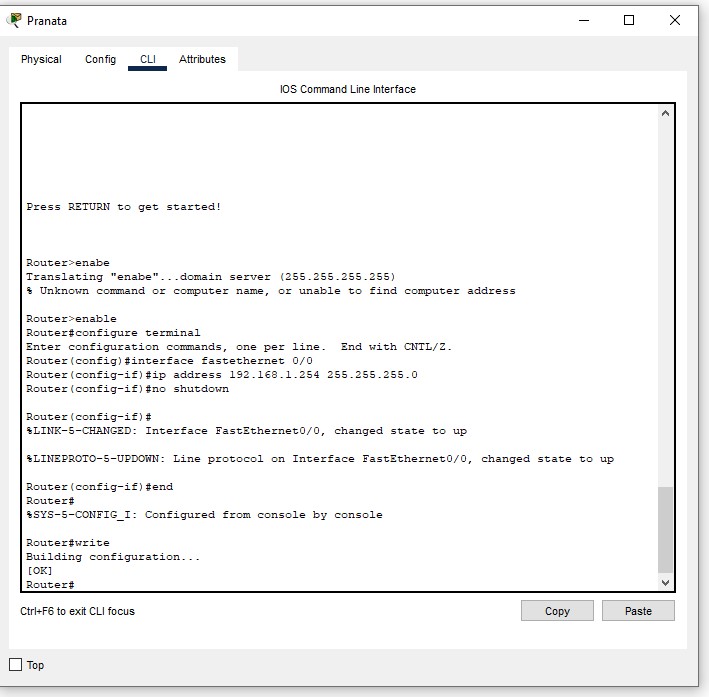 Pranata
Physical Config CLI Attributes
IOS Command Line Interface
Press RETURN to get started!
Router>enabe
Translating "enabe"...domain server (255.255.255.255)
% Unknown command or computer name, or unable to find computer address
Router>enable
Router#configure terminal
Enter configuration commands, one per line.  End with CNTL/Z.
Router(config)#interface fastethernet 0/0
Router(config-if)#ip address 192.168.1.254 255.255.255.0
Router(config-if)#no shutdown
Router(config-if)#
%LINK-5-CHANGED: Interface FastEthernet0/0, changed state to up
%LINEPROTO-5-UPDOWN: Line protocol on Interface FastEthernet0/0, changed state to up
Router(config-if)#end
Router#
%SYS-5-CONFIG_I: Configured from console by console
Router#write
Building configuration...
[OK]
Router#
Ctrl+F6 to exit CLI focus
Copy Paste
Top